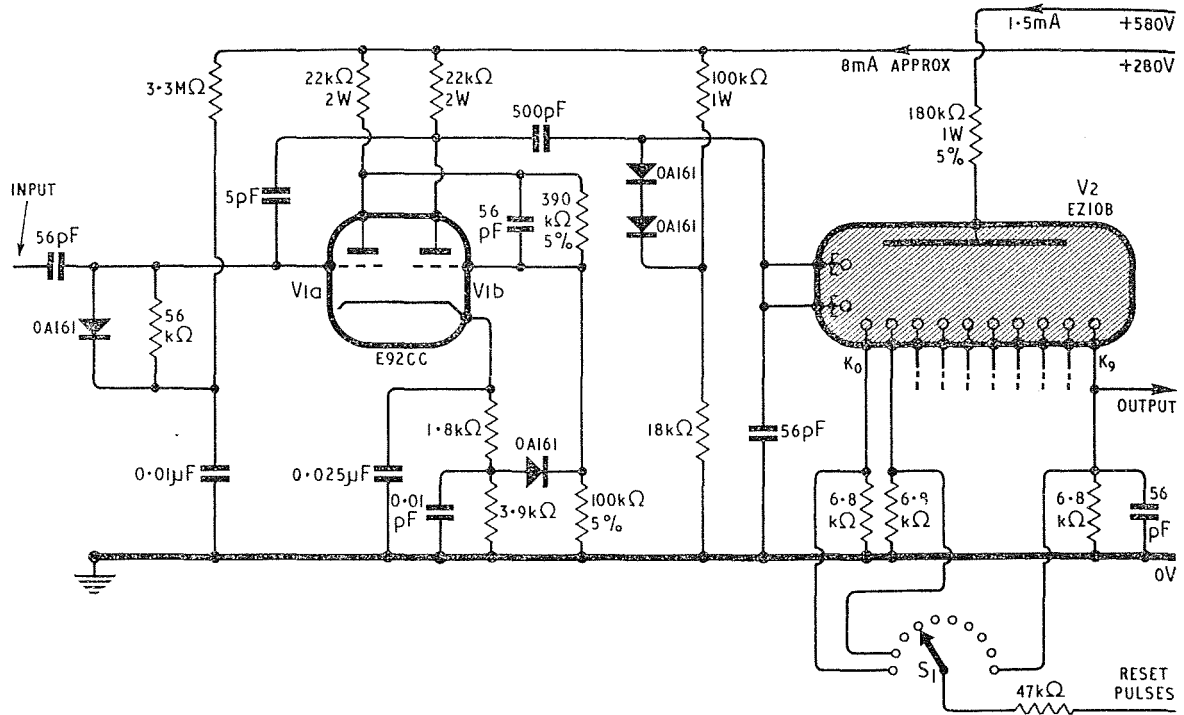 1·5mA
+580V
8mA APPROX
+280V
3·3MΩ
22kΩ
2W
22kΩ
2W
100kΩ
1W
500pF
180kΩ
1W
5%
INPUT
5pF
OA161
V2
EZ10B
56pF
56
pF
390
kΩ
5%
OA161
V1a
V1b
OA161
56
kΩ
E92CC
K0
K9
OUTPUT
1·8kΩ
OA161
18kΩ
56pF
0·01µF
0·025µF
0·01
pF
3·9kΩ
100kΩ
5%
6·8
kΩ
kΩ
6·8
kΩ
56
pF
0V
S1
47kΩ
RESET
PULSES